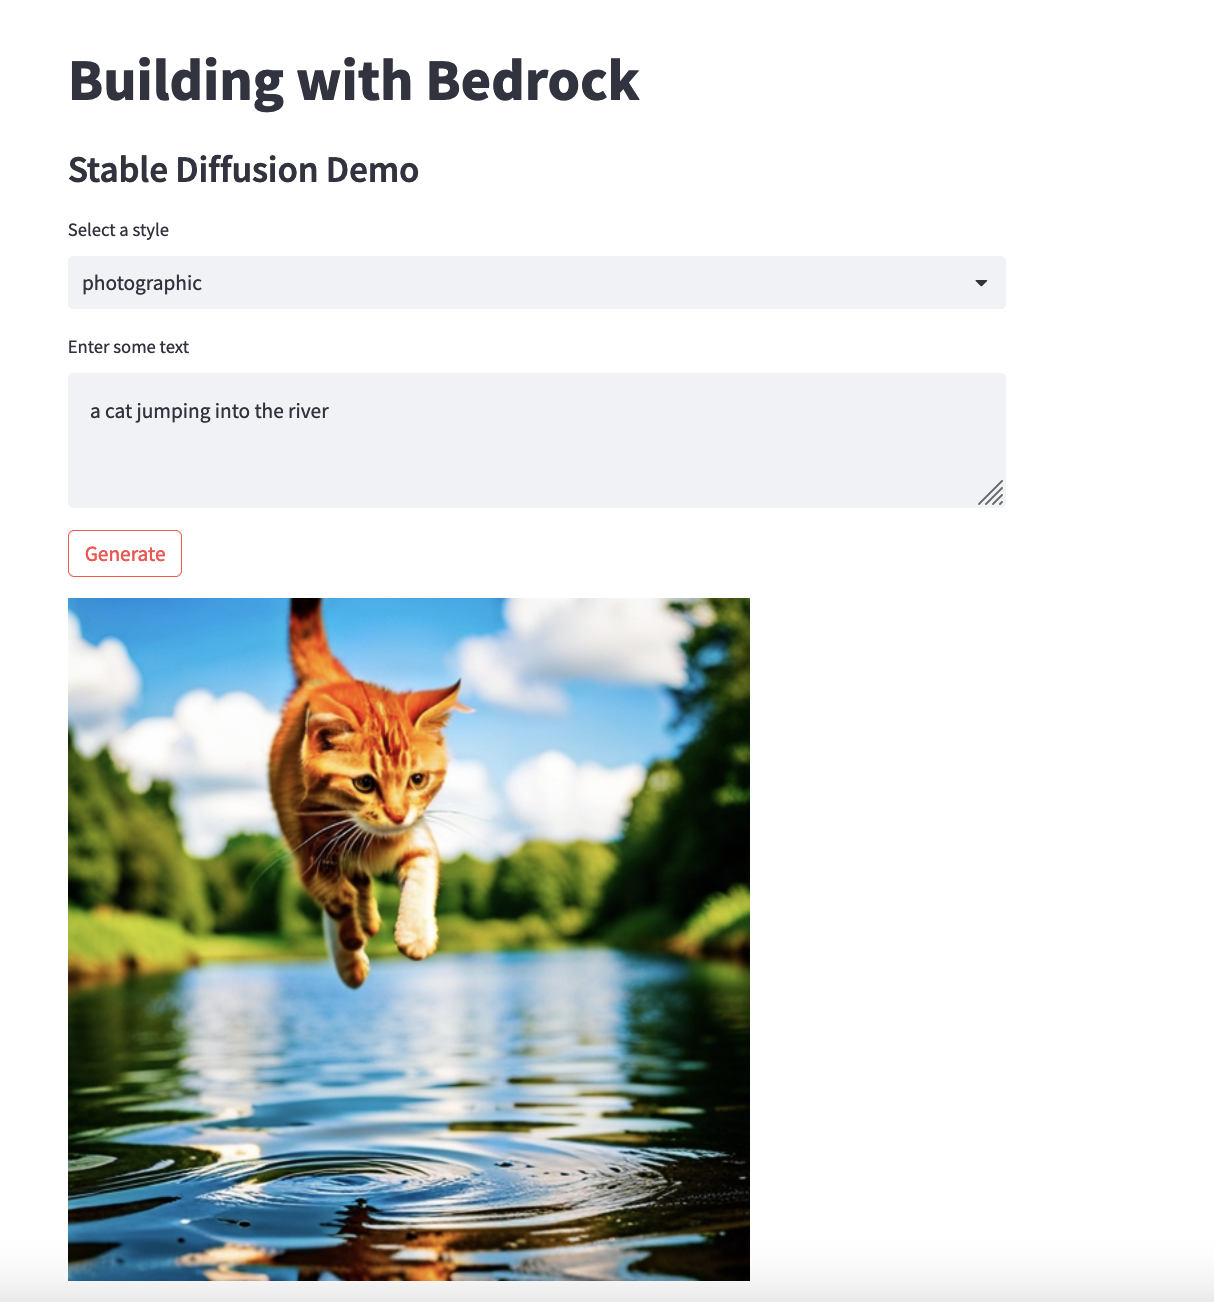 Building with Bedrock
Stable Diffusion Demo
Select a style
photographic
Enter some text
a cat jumping into the river
Generate